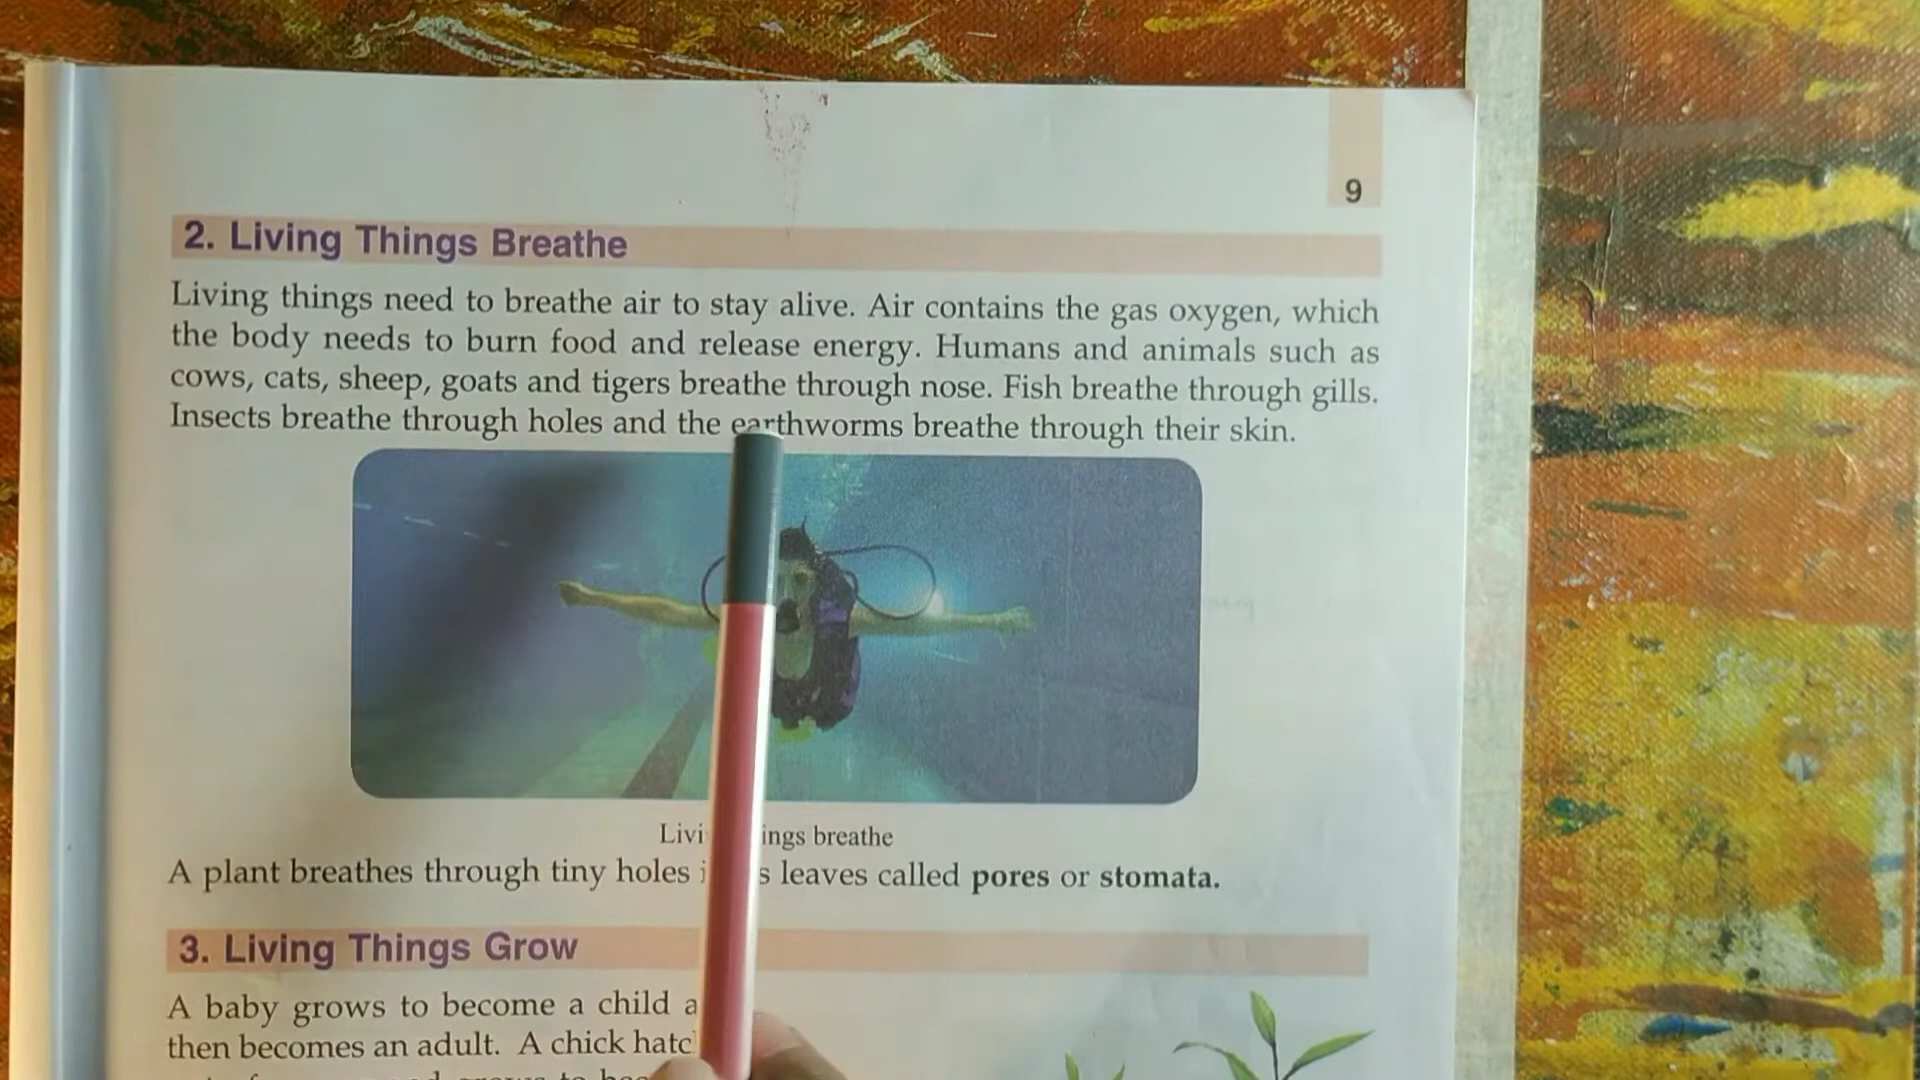 9
2. Living Things Breathe
Living things need to breathe air to stay alive. Air contains the gas oxygen, which
the body needs to burn food and release energy. Humans and animals such as
cows, cats, sheep, goats and tigers breathe through nose. Fish breathe through gills.
Insects breathe through holes and the earthworms breathe through their skin.
breathe
A plant breathes through tiny holes leaves called pores or stomata.
3. Living Things Grow
A baby grows to become a child
then becomes an adult. A chick